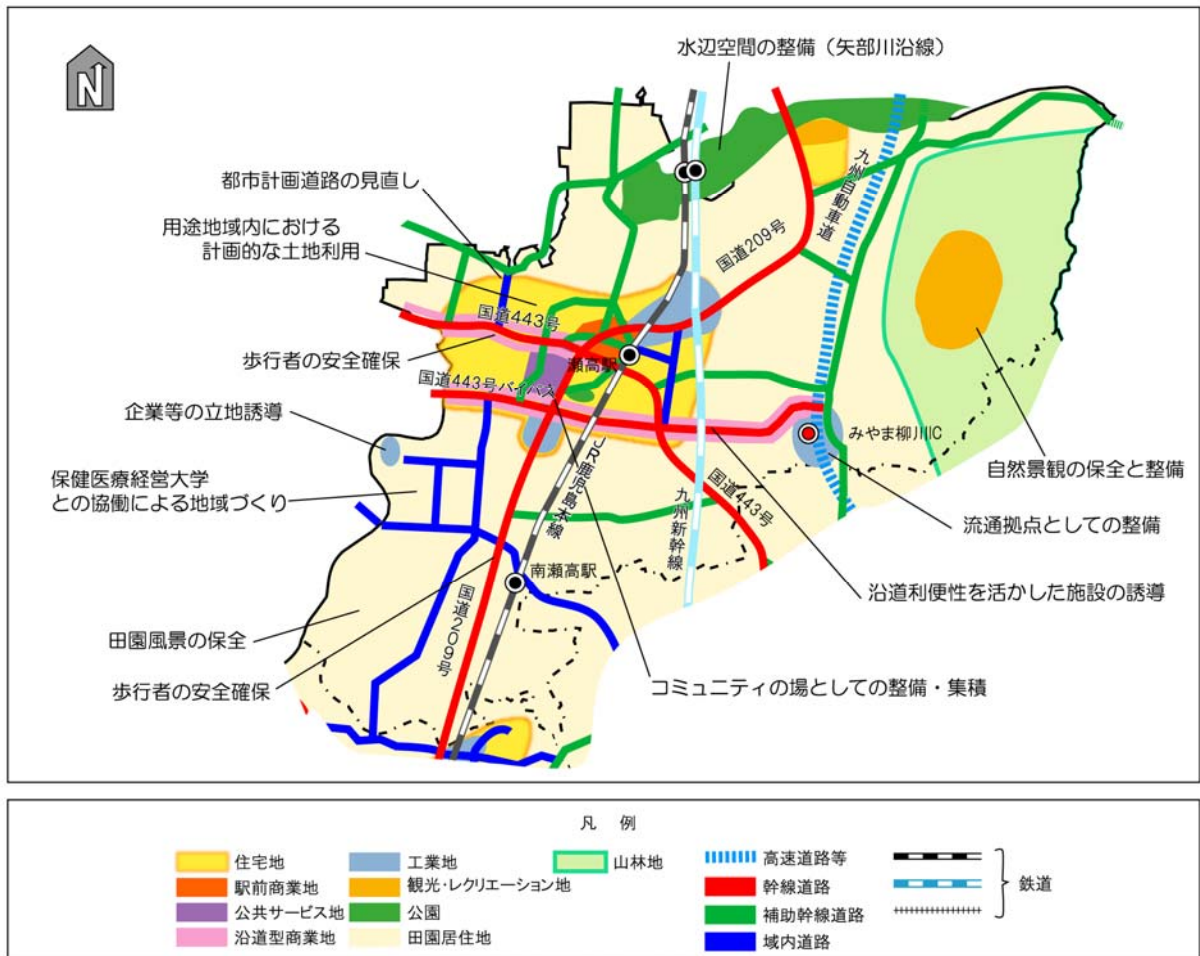 N
水辺空間の整備（矢部川沿線）
都市計画道路の見直し
用途地域内における
計画的な土地利用
九州自動車道
国道209号
国道443号
歩行者の安全確保
瀬高駅
国道443号バイパス
企業等の立地誘導
みやま柳川IC
自然景観の保全と整備
保健医療経営大学
との協働による地域づくり
JR鹿児島本線
九州新幹線
国道443号
流通拠点としての整備
南瀬高駅
沿道利便性を活かした施設の誘導
国道209号
田園風景の保全
歩行者の安全確保
コミュニティの場としての整備・集積
凡 例
住宅地
工業地
山林地
高速道路等
駅前商業地
観光・レクリエーション地
幹線道路
鉄道
公共サービス地
公園
補助幹線道路
沿道型商業地
田園居住地
域内道路